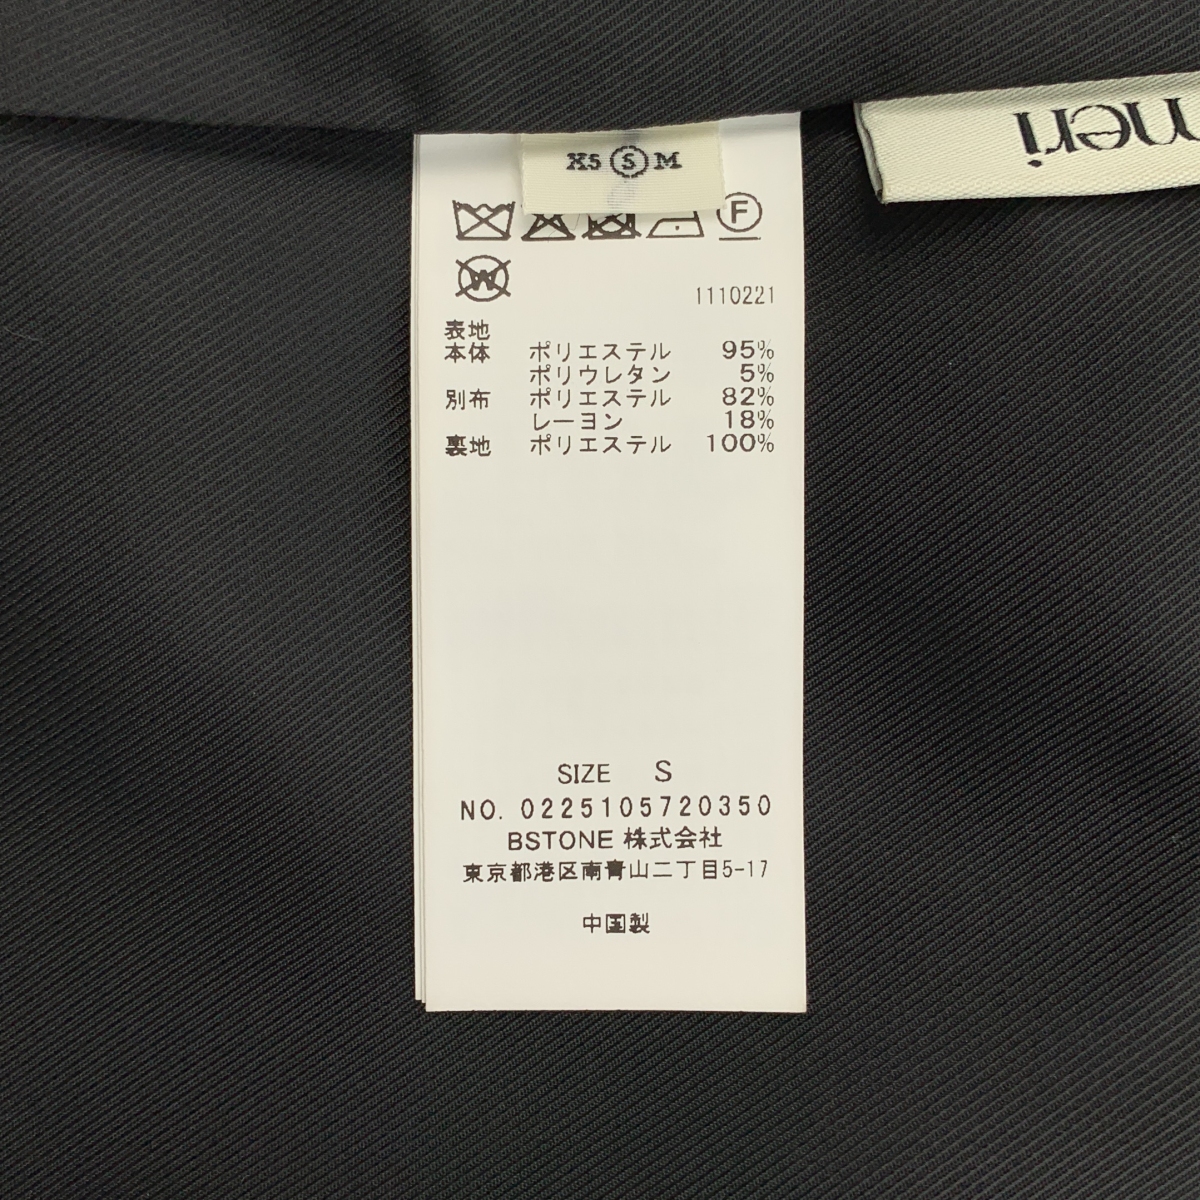 neri
XS Ⓢ M
F
W
1110221
表地
本体 ポリエステル 95%
ポリウレタン 5%
別布 ポリエステル 82%
レーヨン 18%
裏地 ポリエステル 100%
SIZE S
NO. 0225105720350
BSTONE 株式会社
東京都港区南青山二丁目5-17
中国製